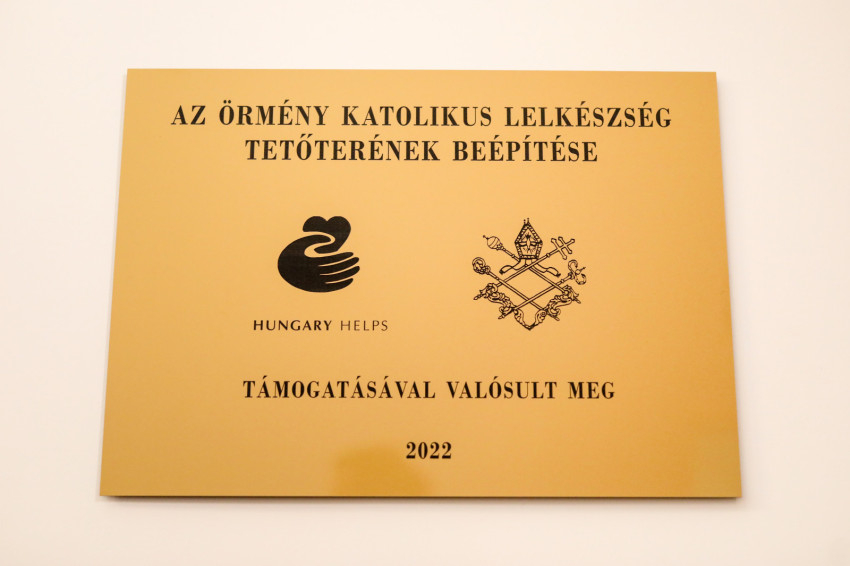 AZ ÖRMÉNY KATOLIKUS LELKÉSZSÉG
TETŐTERÉNEK BEÉPÍTÉSE
HUNGARY HELPS
TÁMOGATÁSÁVAL VALÓSULT MEG
2022